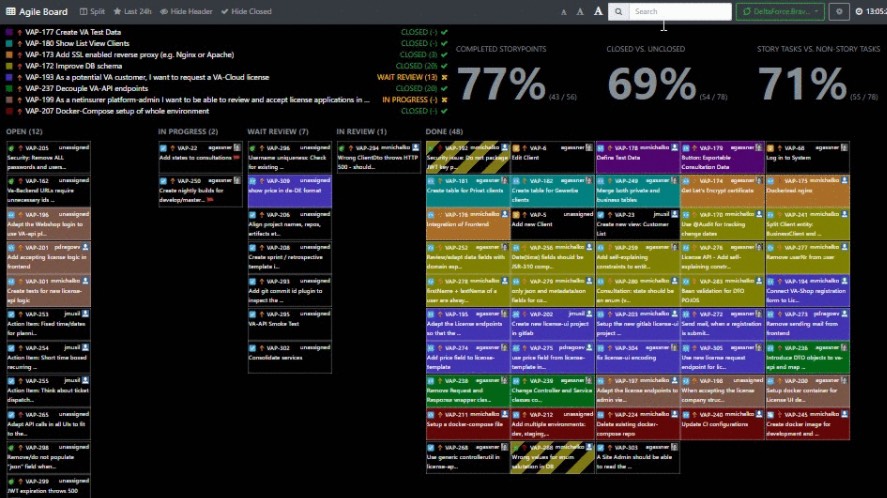 Agile Board
Split
Last 24h
Hide Header
Hide Closed
A A A
Search
DeltaForce.Brav...
13:05:2
VAP-177 Create VA Test Data CLOSED (-)
VAP-180 Show List View Clients CLOSED (-)
VAP-173 Add SSL enabled reverse proxy (e.g. Nginx or Apache) CLOSED (-)
VAP-172 Improve DB schema CLOSED (20)
VAP-193 As a potential VA customer, I want to request a VA-Cloud license WAIT REVIEW (13)
VAP-237 Decouple VA-API endpoints CLOSED (20)
VAP-199 As a netinsurer platform-admin I want to be able to review and accept license applications in ... IN PROGRESS (-)
VAP-207 Docker-Compose setup of whole environment CLOSED (-)
COMPLETED STORYPOINTS
77% (43 / 56)
CLOSED VS. UNCLOSED
69% (54 / 78)
STORY TASKS VS. NON-STORY TASKS
71% (55 / 78)
OPEN (12)
VAP-205 unassigned
Security: Remove ALL
passwords and users...
VAP-162 unassigned
Va-Backend URLs require
unnecessary ids ...
VAP-196 unassigned
Adapt the Webshop login to
use VA-api pl...
VAP-201 pdregoev
Add accepting license logic in
frontend
VAP-301 mmichalko
Create tests for new license-
api logic
VAP-253 jmusil
Action Item: Fixed time/dates
for planni...
VAP-254 jmusil
Action Item: Short time based
recurring ...
VAP-255 jmusil
Action Item: Think about ticket
dispatch...
VAP-265 unassigned
Adapt API calls in all UIs to fit
to the...
VAP-298 unassigned
Remove/do not populate
"json" field when...
VAP-299 unassigned
JWT expiration throws 500
IN PROGRESS (2)
VAP-22 agassner
Add states to consultations
VAP-250 agassner
Create nightly builds for
develop/master...
WAIT REVIEW (7)
VAP-296 unassigned
Username uniqueness: Check
for existing ...
VAP-309 unassigned
show price in de-DE format
VAP-206 unassigned
Align project names, repos,
artifacts et...
VAP-208 unassigned
Create sprint / retrospective
template i...
VAP-293 unassigned
Add git commit id plugin to
inspect the ...
VAP-295 unassigned
VA-API Smoke Test
VAP-302 unassigned
Consolidate services
IN REVIEW (1)
VAP-294 mmichalko
Wrong ClientDto throws HTTP
500 - should...
DONE (48)
VAP-192 mmichalko
Security issue: Do not package
JWT key p...
VAP-6 agassner
Edit Client
VAP-178 mmichalko
Define Test Data
VAP-179 agassner
Button: Exportable
Consultation Data
VAP-68 agassner
Log in to System
VAP-181 agassner
Create table for Privat clients
VAP-182 agassner
Create table for Gewerbe
clients
VAP-249 agassner
Merge both private and
business tables
VAP-174 agassner
Get Let's Encrypt certificate
VAP-175 mmichalko
Dockerised nginx
VAP-176 mmichalko
Integration of Frontend
VAP-5 unassigned
Add new Client
VAP-23 jmusil
Create new view: Customer
List
VAP-170 mmichalko
Use @Audit for tracking
change dates
VAP-241 mmichalko
Split Client entity:
BusinessClient and ...
VAP-252 agassner
Review/adapt data fields with
domain exp...
VAP-256 mmichalko
Date(time) fields should be
JSR-310 comp...
VAP-259 agassner
Add self-explaining
constraints to entit...
VAP-276 agassner
License API - Add self-
explaining constr...
VAP-277 mmichalko
Remove userNr from user
VAP-278 mmichalko
firstName + lastName of a
user are alway...
VAP-279 mmichalko
only json and metadata/json
fields for co...
VAP-280 mmichalko
Consultation: state should be
an enum (v...
VAP-283 mmichalko
Bean validation for DTO
POJOS
VAP-194 mmichalko
Connect VA-Shop registration
form to Lic...
VAP-195 agassner
Adapt the License endpoints
so that the ...
VAP-202 agassner
Create new license-ui project
in gitlab
VAP-203 mmichalko
Setup the new gitlab license-ui
project ...
VAP-272 agassner
Send mail, when a registration
is submit...
VAP-273 pdregoev
Remove sending mail from
frontend
VAP-274 agassner
Add price field to license-
template
VAP-275 pdregoev
use price field from license-
template in...
VAP-304 agassner
fix license-ui encoding
VAP-305 agassner
the new license request
endpoint for lic...
VAP-236 agassner
Introduce DTO objects to va-
api and map ...
VAP-238 agassner
Remove Request and
Response wrapper clas...
VAP-239 agassner
Change Controller and Service
classes co...
VAP-197 mmichalko
Adapt the license endpoints to
admin vie...
VAP-198 unassigned
When accepting the license
company struc...
VAP-200 agassner
Setup docker container for
License UI de...
VAP-211 mmichalko
Setup a docker-compose file
VAP-212 unassigned
Add multiple environments:
dev, staging,...
VAP-224 mmichalko
Delete existing docker-
compose repo
VAP-240 mmichalko
Update CI configurations
VAP-245 mmichalko
Create docker image for
development and ...
VAP-268 agassner
Use generic controllerutil in
license-ap...
VAP-288 mmichalko
Wrong values for enum
salutation in DB
VAP-303 agassner
A Site Admin should be able
to read the ...